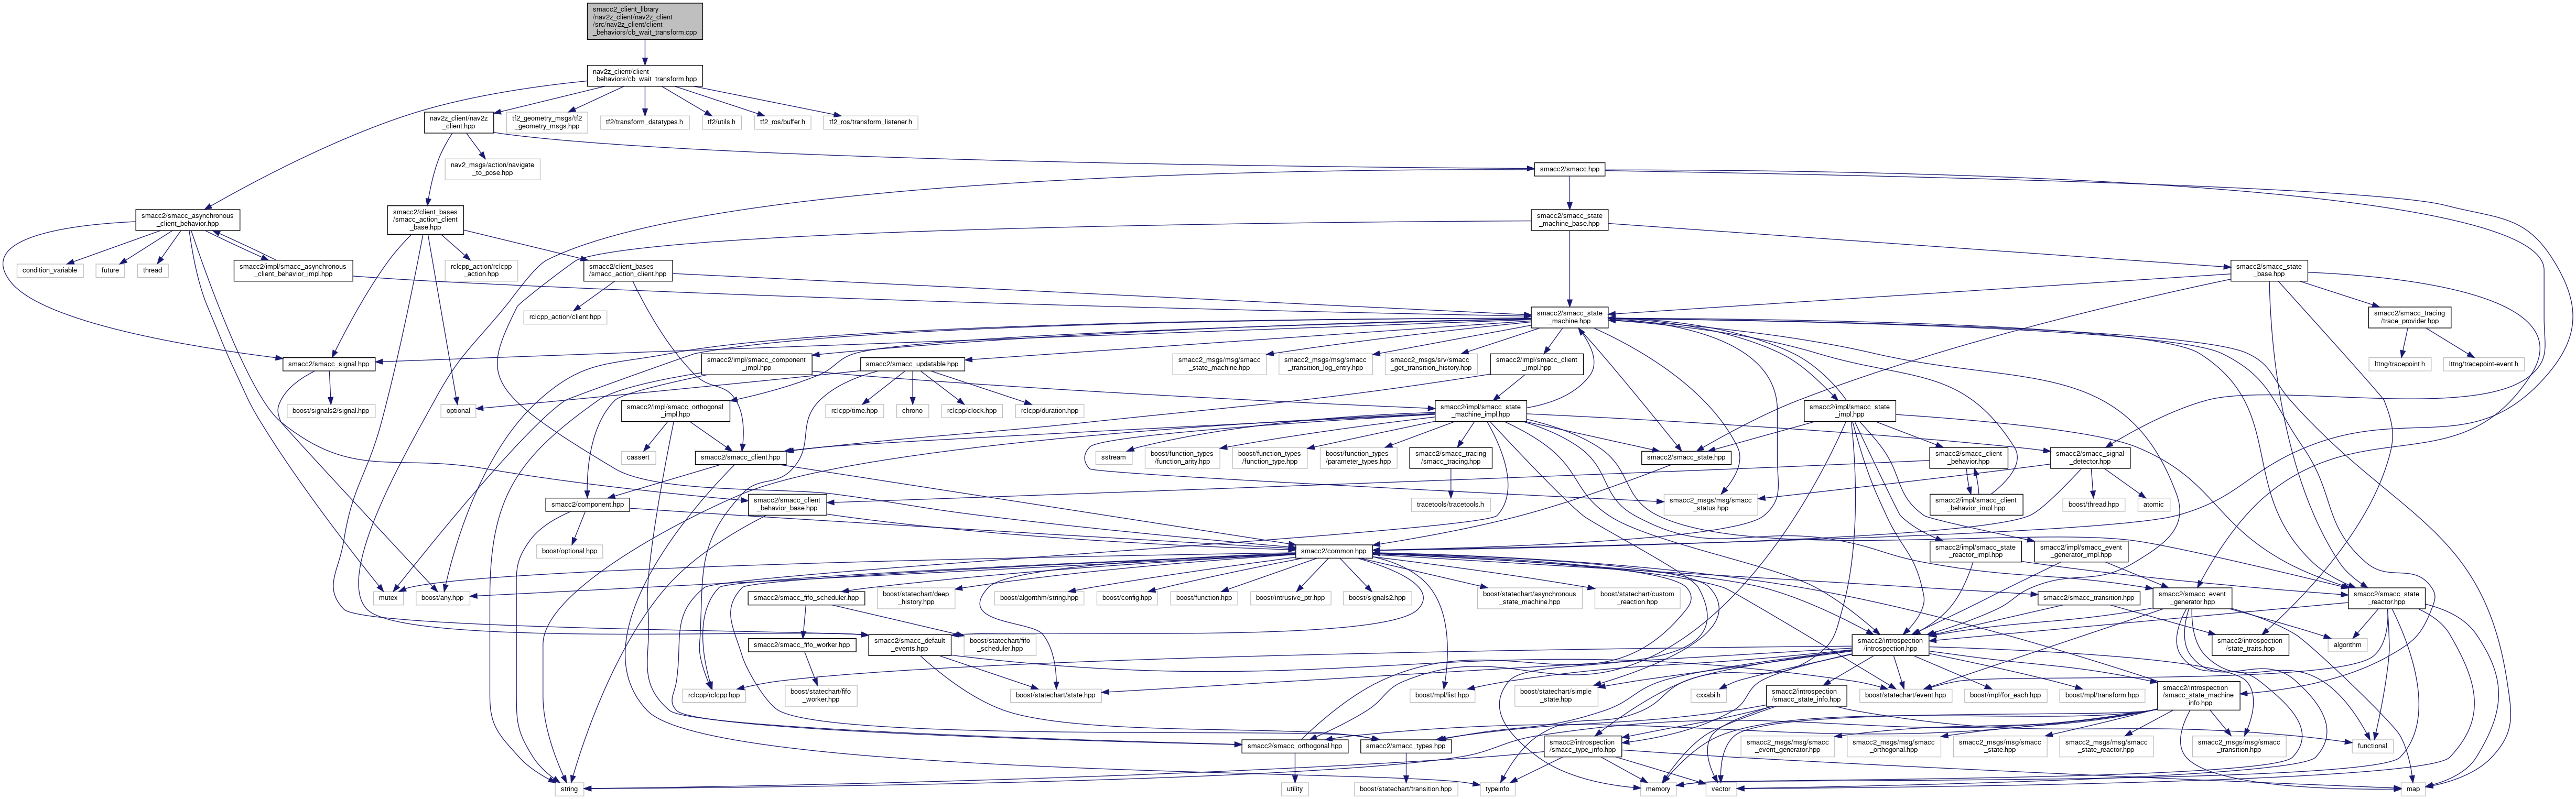 smacc2_client_library
/nav2z_client/nav2z_client
/src/nav2z_client/client
_behaviors/cb_wait_transform.cpp
nav2z_client/client
_behaviors/cb_wait_transform.hpp
nav2z_client/nav2z
_client.hpp
tf2_geometry_msgs/tf2
_geometry_msgs.hpp
tf2/transform_datatypes.h
tf2/utils.h
tf2_ros/buffer.h
tf2_ros/transform_listener.h
nav2_msgs/action/navigate
_to_pose.hpp
smacc2/smacc.hpp
smacc2/smacc_asynchronous
_client_behavior.hpp
smacc2/client_bases
/smacc_action_client
_base.hpp
smacc2/smacc_state
_machine_base.hpp
condition_variable
future
thread
smacc2/impl/smacc_asynchronous
_client_behavior_impl.hpp
rclcpp_action/rclcpp
_action.hpp
smacc2/client_bases
/smacc_action_client.hpp
smacc2/smacc_state
_base.hpp
rclcpp_action/client.hpp
smacc2/smacc_state
_machine.hpp
smacc2/smacc_tracing
/trace_provider.hpp
smacc2/smacc_signal.hpp
smacc2/impl/smacc_component
_impl.hpp
smacc2/smacc_updatable.hpp
smacc2_msgs/msg/smacc
_state_machine.hpp
smacc2_msgs/msg/smacc
_transition_log_entry.hpp
smacc2_msgs/srv/smacc
_get_transition_history.hpp
smacc2/impl/smacc_client
_impl.hpp
lttng/tracepoint.h
lttng/tracepoint-event.h
boost/signals2/signal.hpp
optional
smacc2/impl/smacc_orthogonal
_impl.hpp
rclcpp/time.hpp
chrono
rclcpp/clock.hpp
rclcpp/duration.hpp
smacc2/impl/smacc_state
_machine_impl.hpp
smacc2/impl/smacc_state
_impl.hpp
cassert
smacc2/smacc_client.hpp
sstream
boost/function_types
/function_arity.hpp
boost/function_types
/function_type.hpp
boost/function_types
/parameter_types.hpp
smacc2/smacc_tracing
/smacc_tracing.hpp
smacc2/smacc_state.hpp
smacc2/smacc_client
_behavior.hpp
smacc2/smacc_signal
_detector.hpp
smacc2/component.hpp
smacc2/smacc_client
_behavior_base.hpp
tracetools/tracetools.h
smacc2_msgs/msg/smacc
_status.hpp
smacc2/impl/smacc_client
_behavior_impl.hpp
boost/thread.hpp
atomic
boost/optional.hpp
smacc2/common.hpp
smacc2/impl/smacc_state
_reactor_impl.hpp
smacc2/impl/smacc_event
_generator_impl.hpp
mutex
boost/any.hpp
smacc2/smacc_fifo_scheduler.hpp
boost/statechart/deep
_history.hpp
boost/algorithm/string.hpp
boost/config.hpp
boost/function.hpp
boost/intrusive_ptr.hpp
boost/signals2.hpp
boost/statechart/asynchronous
_state_machine.hpp
boost/statechart/custom
_reaction.hpp
smacc2/smacc_transition.hpp
smacc2/smacc_event
_generator.hpp
smacc2/smacc_state
_reactor.hpp
smacc2/smacc_fifo_worker.hpp
smacc2/smacc_default
_events.hpp
boost/statechart/fifo
_scheduler.hpp
smacc2/introspection
/introspection.hpp
smacc2/introspection
/state_traits.hpp
algorithm
rclcpp/rclcpp.hpp
boost/statechart/fifo
_worker.hpp
boost/statechart/state.hpp
boost/mpl/list.hpp
boost/statechart/simple
_state.hpp
cxxabi.h
smacc2/introspection
/smacc_state_info.hpp
boost/statechart/event.hpp
boost/mpl/for_each.hpp
boost/mpl/transform.hpp
smacc2/introspection
/smacc_state_machine
_info.hpp
smacc2/smacc_orthogonal.hpp
smacc2/smacc_types.hpp
smacc2/introspection
/smacc_type_info.hpp
smacc2_msgs/msg/smacc
_event_generator.hpp
smacc2_msgs/msg/smacc
_orthogonal.hpp
smacc2_msgs/msg/smacc
_state.hpp
smacc2_msgs/msg/smacc
_state_reactor.hpp
smacc2_msgs/msg/smacc
_transition.hpp
functional
string
utility
boost/statechart/transition.hpp
typeinfo
memory
vector
map